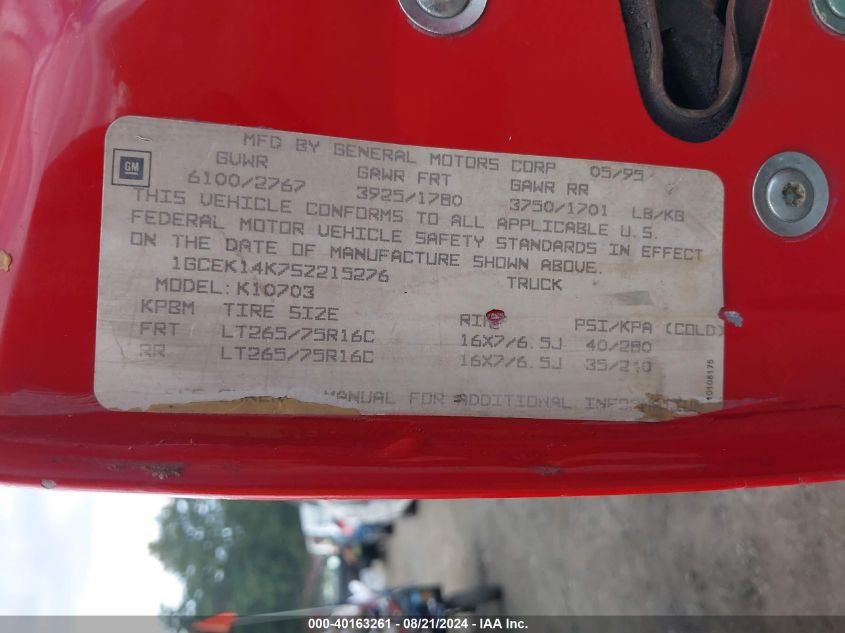 MFG BY GENERAL MOTORS CORP 05/95
GM
GVWR GAWR FRT GAWR RR
6100/2767 3925/1780 3750/1701 LB/KG
THIS VEHICLE CONFORMS TO ALL APPLICABLE U.S.
FEDERAL MOTOR VEHICLE SAFETY STANDARDS IN EFFECT
ON THE DATE OF MANUFACTURE SHOWN ABOVE.
1GCEK14K7SZ215276 TRUCK
MODEL: K10703
KPBM TIRE SIZE RIM PSI/KPA (COLD)
FRT LT265/75R16C 16X7/6.5J 40/280
RR LT265/75R16C 16X7/6.5J 35/240
MANUAL FOR ADDITIONAL
10108175
000-40163261 - 08/21/2024 - IAA Inc.